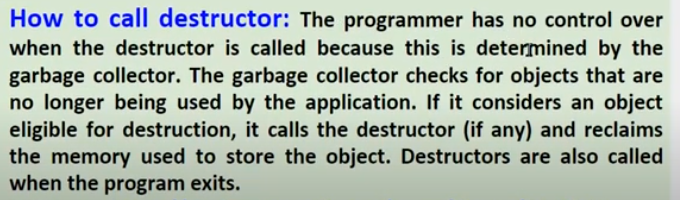 How to call destructor: The programmer has no control over
when the destructor is called because this is determined by the
garbage collector. The garbage collector checks for objects that are
no longer being used by the application. If it considers an object
eligible for destruction, it calls the destructor (if any) and reclaims
the memory used to store the object. Destructors are also called
when the program exits.